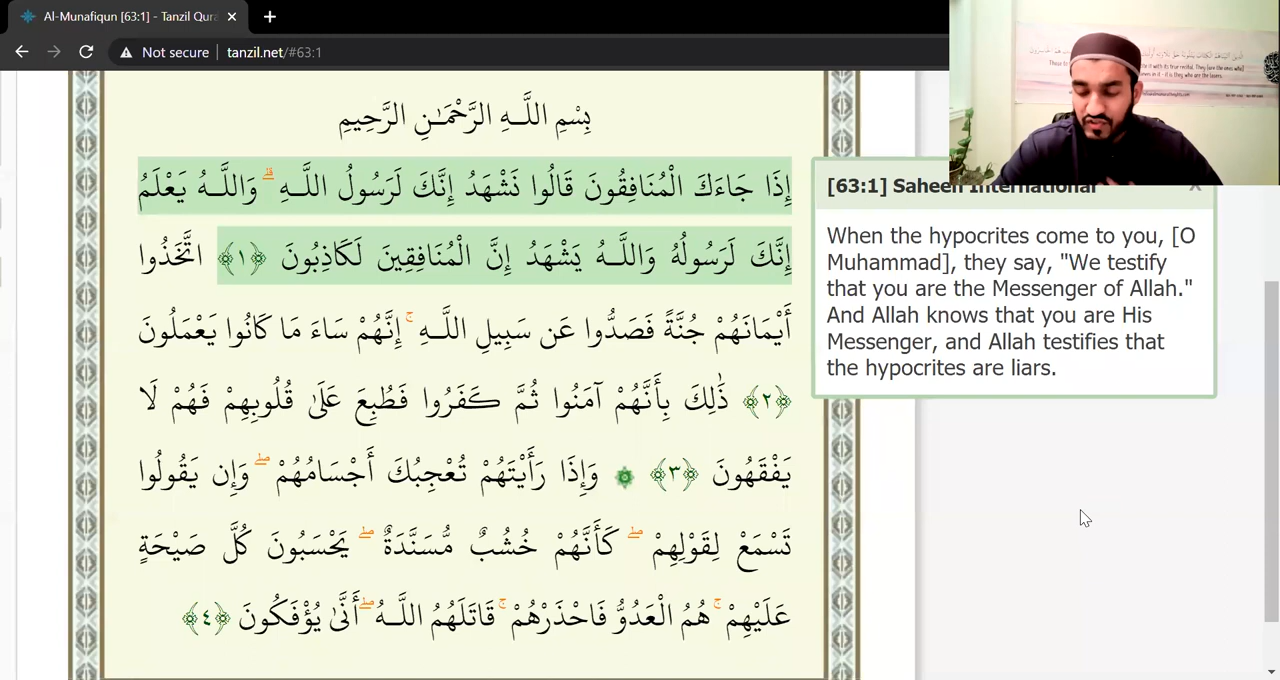 Al-Munafiqun [63:1] - Tanzil Qur
Not secure
tanzil.net/#63:1
بِسْمِ اللَّـهِ الرَّحْمَـٰنِ الرَّحِيمِ
إِذَا جَاءَكَ الْمُنَافِقُونَ قَالُوا نَشْهَدُ إِنَّكَ لَرَسُولُ اللَّـهِ ۗ وَاللَّـهُ يَعْلَمُ
إِنَّكَ لَرَسُولُهُ وَاللَّـهُ يَشْهَدُ إِنَّ الْمُنَافِقِينَ لَكَاذِبُونَ ﴿١﴾ اتَّخَذُوا
أَيْمَانَهُمْ جُنَّةً فَصَدُّوا عَن سَبِيلِ اللَّـهِ ۚ إِنَّهُمْ سَاءَ مَا كَانُوا يَعْمَلُونَ
﴿٢﴾ ذَٰلِكَ بِأَنَّهُمْ آمَنُوا ثُمَّ كَفَرُوا فَطُبِعَ عَلَىٰ قُلُوبِهِمْ فَهُمْ لَا
يَفْقَهُونَ ﴿٣﴾ ۞ وَإِذَا رَأَيْتَهُمْ تُعْجِبُكَ أَجْسَامُهُمْ ۖ وَإِن يَقُولُوا
تَسْمَعْ لِقَوْلِهِمْ ۖ كَأَنَّهُمْ خُشُبٌ مُّسَنَّدَةٌ ۖ يَحْسَبُونَ كُلَّ صَيْحَةٍ
عَلَيْهِمْ ۚ هُمُ الْعَدُوُّ فَاحْذَرْهُمْ ۚ قَاتَلَهُمُ اللَّـهُ ۖ أَنَّىٰ يُؤْفَكُونَ ﴿٤﴾
[63:1] Saheeh International
When the hypocrites come to you, [O
Muhammad], they say, "We testify
that you are the Messenger of Allah."
And Allah knows that you are His
Messenger, and Allah testifies that
the hypocrites are liars.